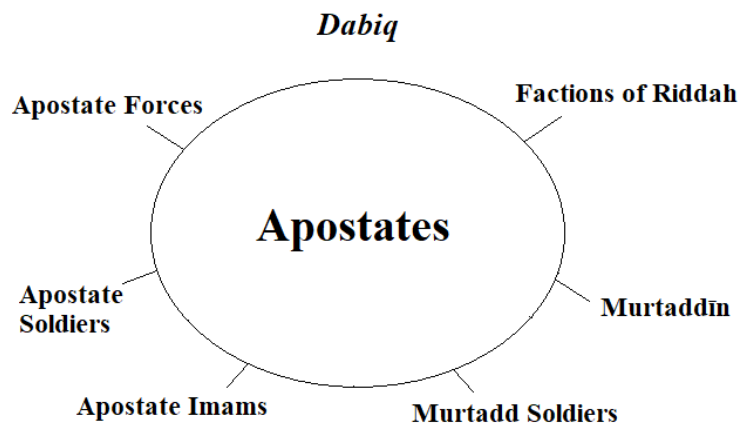 Dabiq
Apostate Forces
Factions of Riddah
Apostates
Apostate
Soldiers
Murtaddīn
Apostate Imams
Murtadd Soldiers